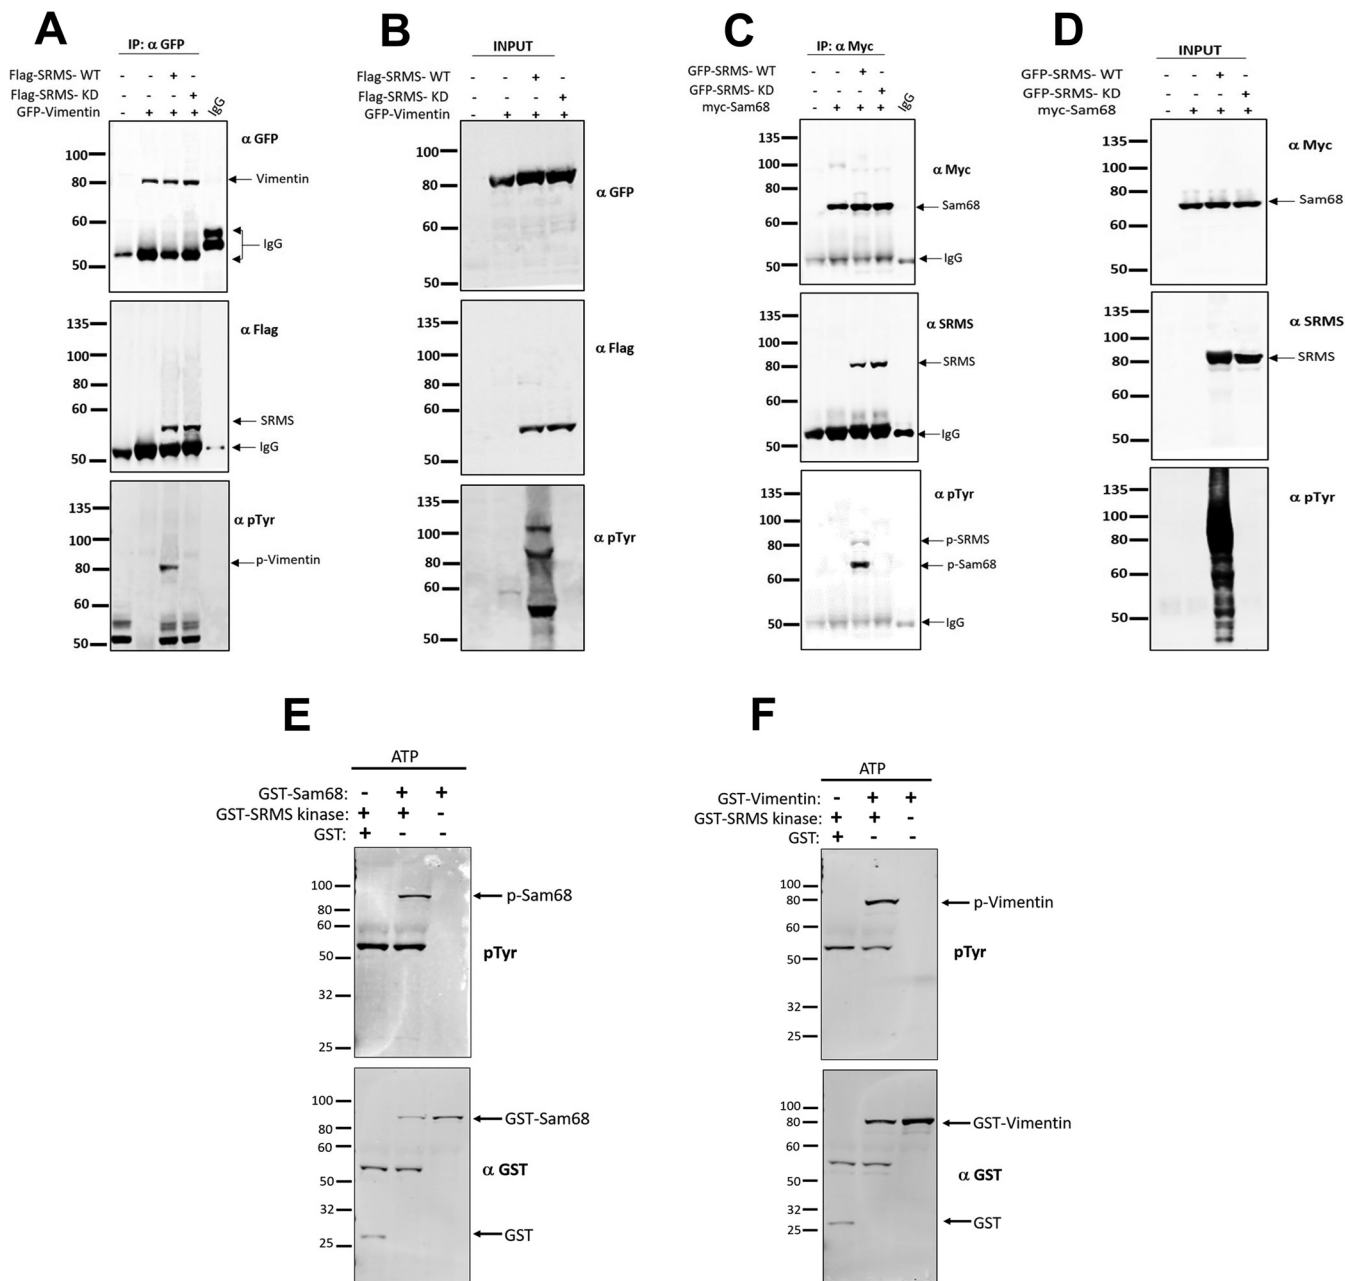 A
IP: α GFP
Flag-SRMS- WT - - + -
Flag-SRMS- KD - - - +
GFP-Vimentin - + + + IgG
α GFP
100
80
60
50
Vimentin
IgG
α Flag
135
100
80
60
50
SRMS
IgG
α pTyr
135
100
80
60
50
p-Vimentin
B
INPUT
Flag-SRMS- WT - - + -
Flag-SRMS- KD - - - +
GFP-Vimentin - + + +
100
80
60
50
α GFP
135
100
80
60
50
α Flag
135
100
80
60
50
α pTyr
C
IP: α Myc
GFP-SRMS- WT - - + -
GFP-SRMS- KD - - - +
myc-Sam68 - + + + IgG
135
100
80
60
50
α Myc
Sam68
IgG
135
100
80
60
50
α SRMS
SRMS
IgG
135
100
80
60
50
α pTyr
p-SRMS
p-Sam68
IgG
D
INPUT
GFP-SRMS- WT - - + -
GFP-SRMS- KD - - - +
myc-Sam68 - + + +
135
100
80
60
50
α Myc
Sam68
135
100
80
60
50
α SRMS
SRMS
135
100
80
60
50
α pTyr
E
ATP
GST-Sam68: - + +
GST-SRMS kinase: + + -
GST: + - -
100
80
60
50
32
25
p-Sam68
pTyr
100
80
60
50
32
25
GST-Sam68
α GST
GST
F
ATP
GST-Vimentin: - + +
GST-SRMS kinase: + + -
GST: + - -
100
80
60
50
32
25
p-Vimentin
pTyr
100
80
60
50
32
25
GST-Vimentin
α GST
GST